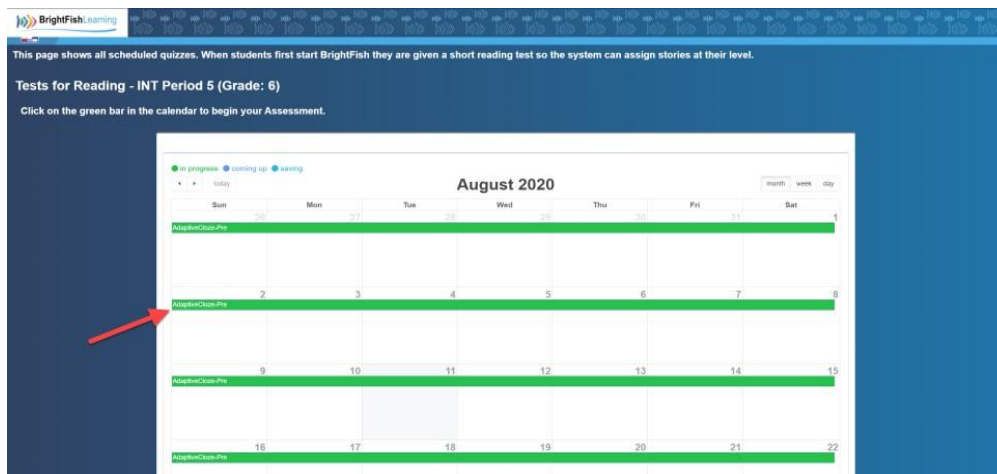 BrightFishLearning
This page shows all scheduled quizzes. When students first start BrightFish they are given a short reading test so the system can assign stories at their level.
Tests for Reading - INT Period 5 (Grade: 6)
Click on the green bar in the calendar to begin your Assessment.
in progress coming up saving
today August 2020 month week day
Sun Mon Tue Wed Thu Fri Sat
26 27 28 29 30 31 1
AdaptiveCloze-Pre
2 3 4 5 6 7 8
AdaptiveCloze-Pre
9 10 11 12 13 14 15
AdaptiveCloze-Pre
16 17 18 19 20 21 22
AdaptiveCloze-Pre